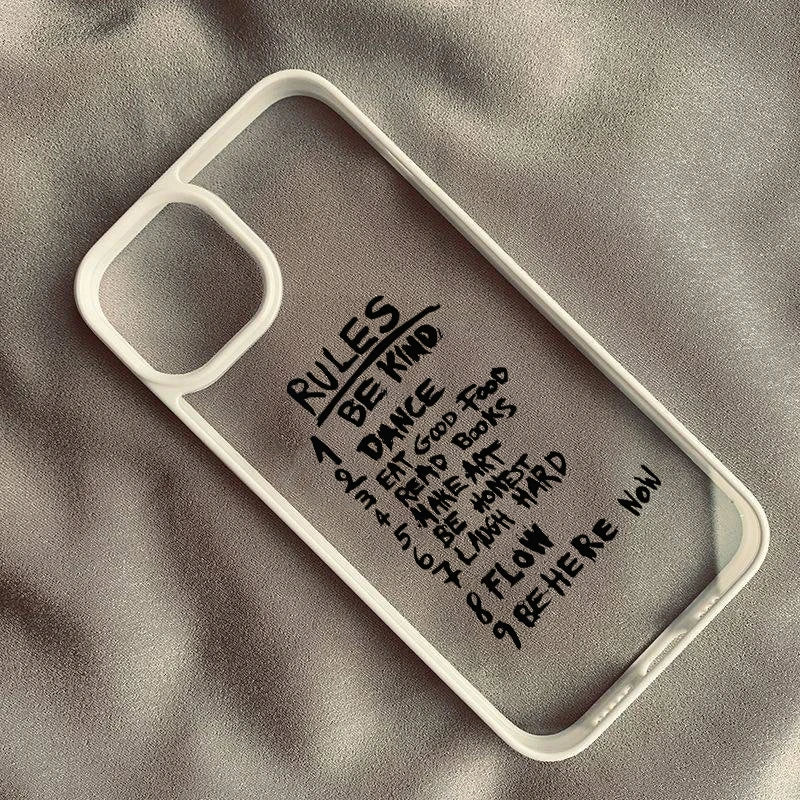 RULES
1 BE KIND
2 DANCE
3 EAT GOOD FOOD
4 READ BOOKS
5 MAKE ART
6 BE HONEST
7 LAUGH HARD
8 FLOW
9 BE HERE NOW